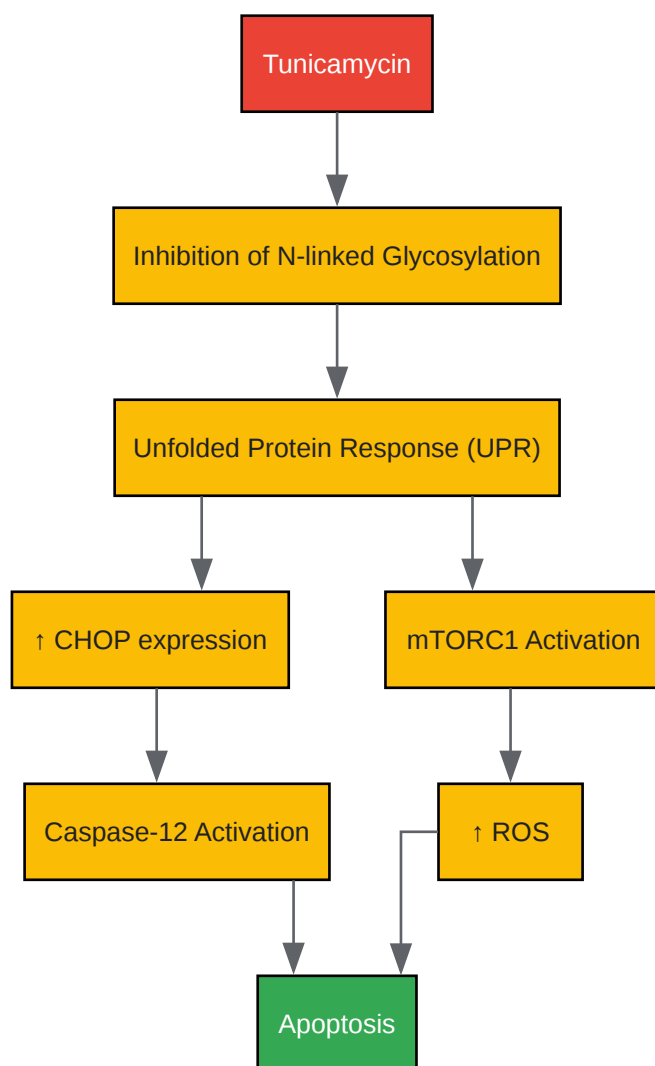 Tunicamycin
Inhibition of N-linked Glycosylation
Unfolded Protein Response (UPR)
↑ CHOP expression
mTORC1 Activation
Caspase-12 Activation
↑ ROS
Apoptosis